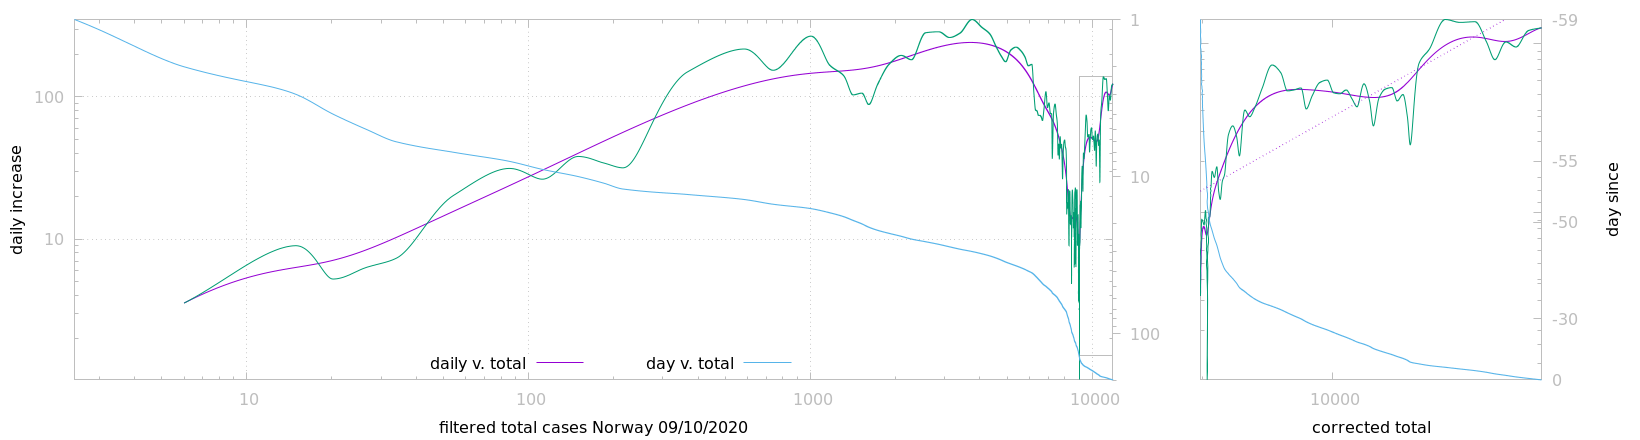 daily increase
100
10
10
100
1000
10000
1
10
100
daily v. total
day v. total
filtered total cases Norway 09/10/2020
-59
-55
-50
-30
0
day since
10000
corrected total